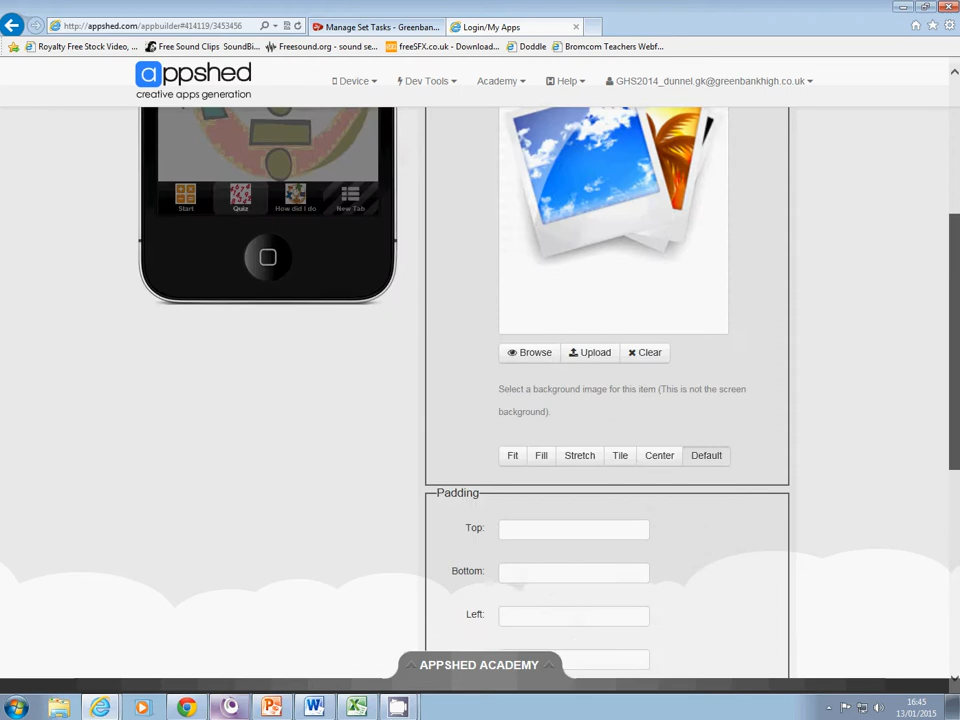 http://appshed.com/appbuilder#414119/3453456
Manage Set Tasks - Greenban...
Login/My Apps
Royalty Free Stock Video, ...
Free Sound Clips SoundBi...
Freesound.org - sound se...
freeSFX.co.uk - Download...
Doddle
Bromcom Teachers Webf...
appshed
creative apps generation
Device
Dev Tools
Academy
Help
GHS2014_dunnel.gk@greenbankhigh.co.uk
Start
Quiz
How did I do
New Tab
Browse
Upload
Clear
Select a background image for this item (This is not the screen
background).
Fit
Fill
Stretch
Tile
Center
Default
Padding
Top:
Bottom:
Left:
APPSHED ACADEMY
16:45
13/01/2015